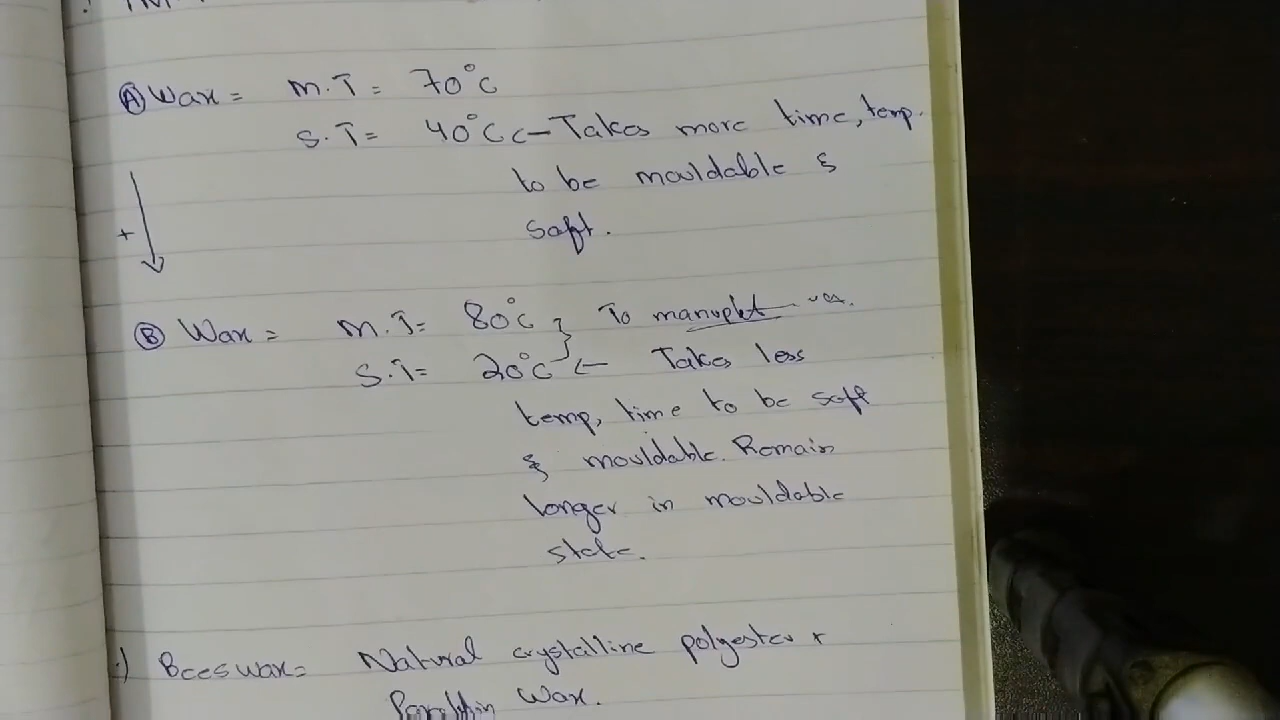 Ⓐ Wax = M.T = 70°C
S.T = 40°C ← Takes more time, temp.
to be mouldable &
soft.
+
Ⓑ Wax = M.T = 80°C } To
S.T = 20°C ← Takes less
temp, time to be soft
& mouldable. Remain
longer in mouldable
state.
:) Beeswax = Natural crystalline polyester +
Paraffin Wax.